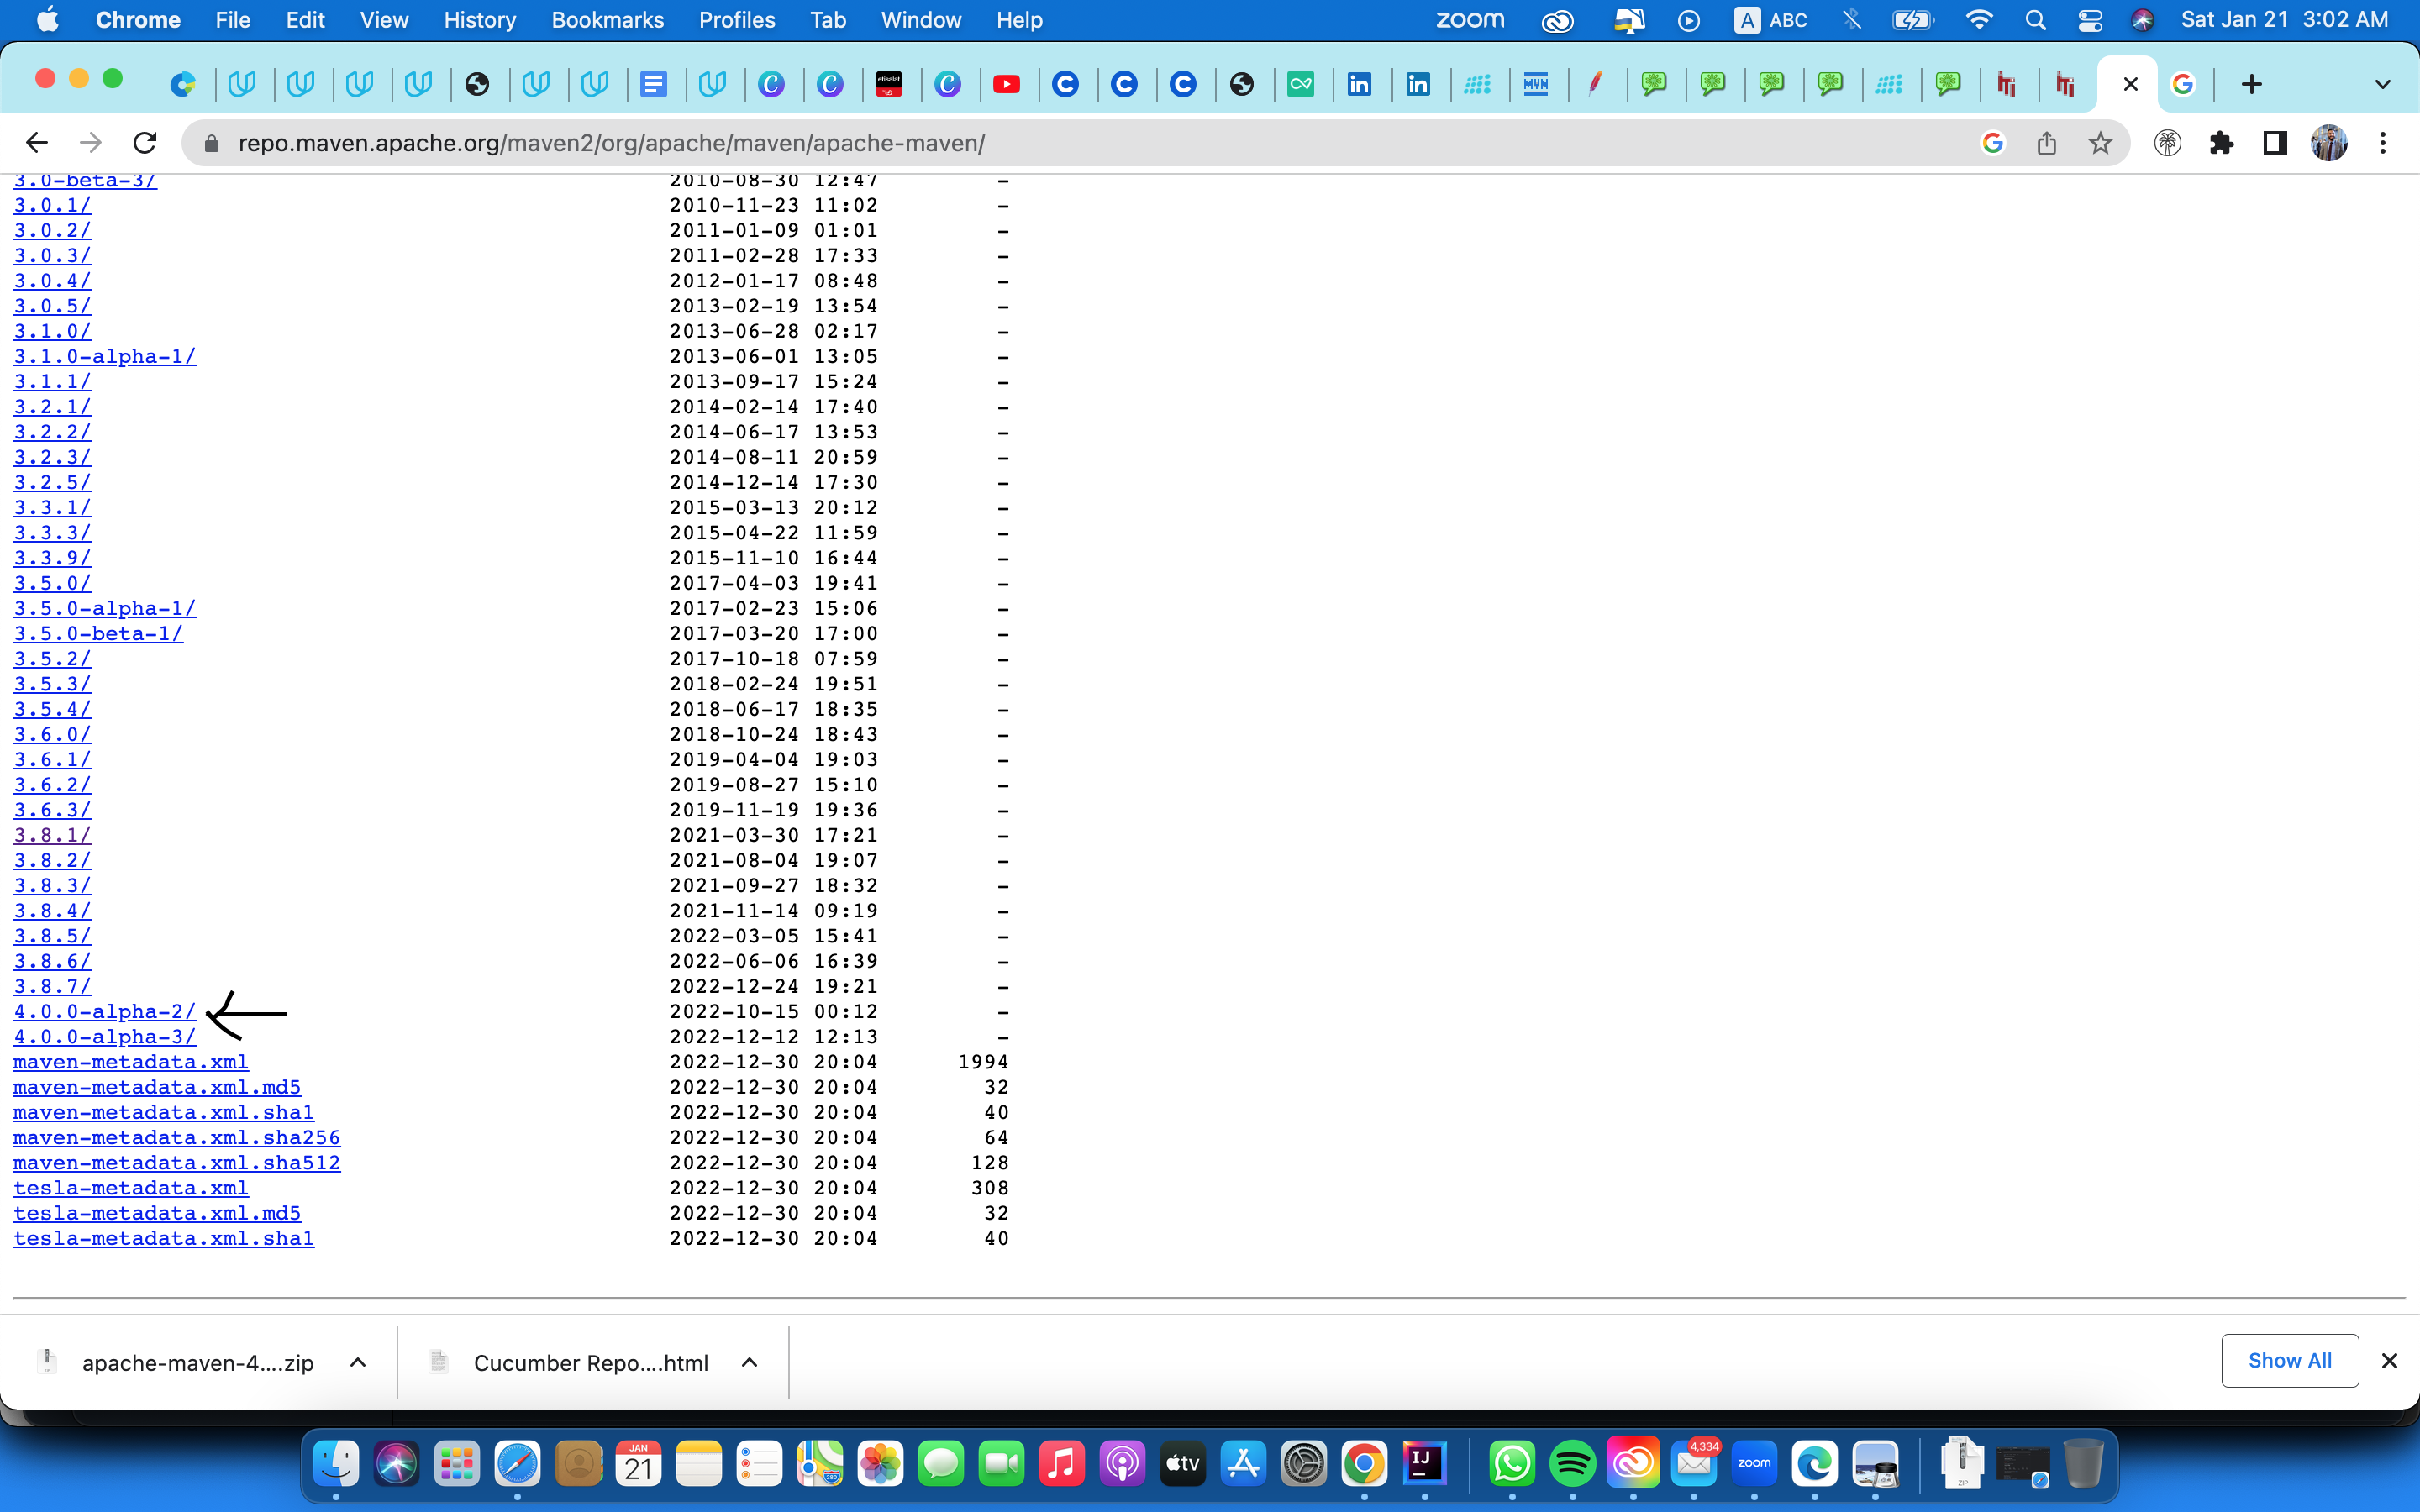 Chrome File Edit View History Bookmarks Profiles Tab Window Help zoom A ABC Sat Jan 21 3:02 AM
etisalat MVN
repo.maven.apache.org/maven2/org/apache/maven/apache-maven/
3.0-beta-3/ 2010-08-30 12:47 -
3.0.1/ 2010-11-23 11:02 -
3.0.2/ 2011-01-09 01:01 -
3.0.3/ 2011-02-28 17:33 -
3.0.4/ 2012-01-17 08:48 -
3.0.5/ 2013-02-19 13:54 -
3.1.0/ 2013-06-28 02:17 -
3.1.0-alpha-1/ 2013-06-01 13:05 -
3.1.1/ 2013-09-17 15:24 -
3.2.1/ 2014-02-14 17:40 -
3.2.2/ 2014-06-17 13:53 -
3.2.3/ 2014-08-11 20:59 -
3.2.5/ 2014-12-14 17:30 -
3.3.1/ 2015-03-13 20:12 -
3.3.3/ 2015-04-22 11:59 -
3.3.9/ 2015-11-10 16:44 -
3.5.0/ 2017-04-03 19:41 -
3.5.0-alpha-1/ 2017-02-23 15:06 -
3.5.0-beta-1/ 2017-03-20 17:00 -
3.5.2/ 2017-10-18 07:59 -
3.5.3/ 2018-02-24 19:51 -
3.5.4/ 2018-06-17 18:35 -
3.6.0/ 2018-10-24 18:43 -
3.6.1/ 2019-04-04 19:03 -
3.6.2/ 2019-08-27 15:10 -
3.6.3/ 2019-11-19 19:36 -
3.8.1/ 2021-03-30 17:21 -
3.8.2/ 2021-08-04 19:07 -
3.8.3/ 2021-09-27 18:32 -
3.8.4/ 2021-11-14 09:19 -
3.8.5/ 2022-03-05 15:41 -
3.8.6/ 2022-06-06 16:39 -
3.8.7/ 2022-12-24 19:21 -
4.0.0-alpha-2/ 2022-10-15 00:12 -
4.0.0-alpha-3/ 2022-12-12 12:13 -
maven-metadata.xml 2022-12-30 20:04 1994
maven-metadata.xml.md5 2022-12-30 20:04 32
maven-metadata.xml.sha1 2022-12-30 20:04 40
maven-metadata.xml.sha256 2022-12-30 20:04 64
maven-metadata.xml.sha512 2022-12-30 20:04 128
tesla-metadata.xml 2022-12-30 20:04 308
tesla-metadata.xml.md5 2022-12-30 20:04 32
tesla-metadata.xml.sha1 2022-12-30 20:04 40
apache-maven-4....zip Cucumber Repo....html Show All
JAN 21 280 tv IJ 4,334 zoom ZIP